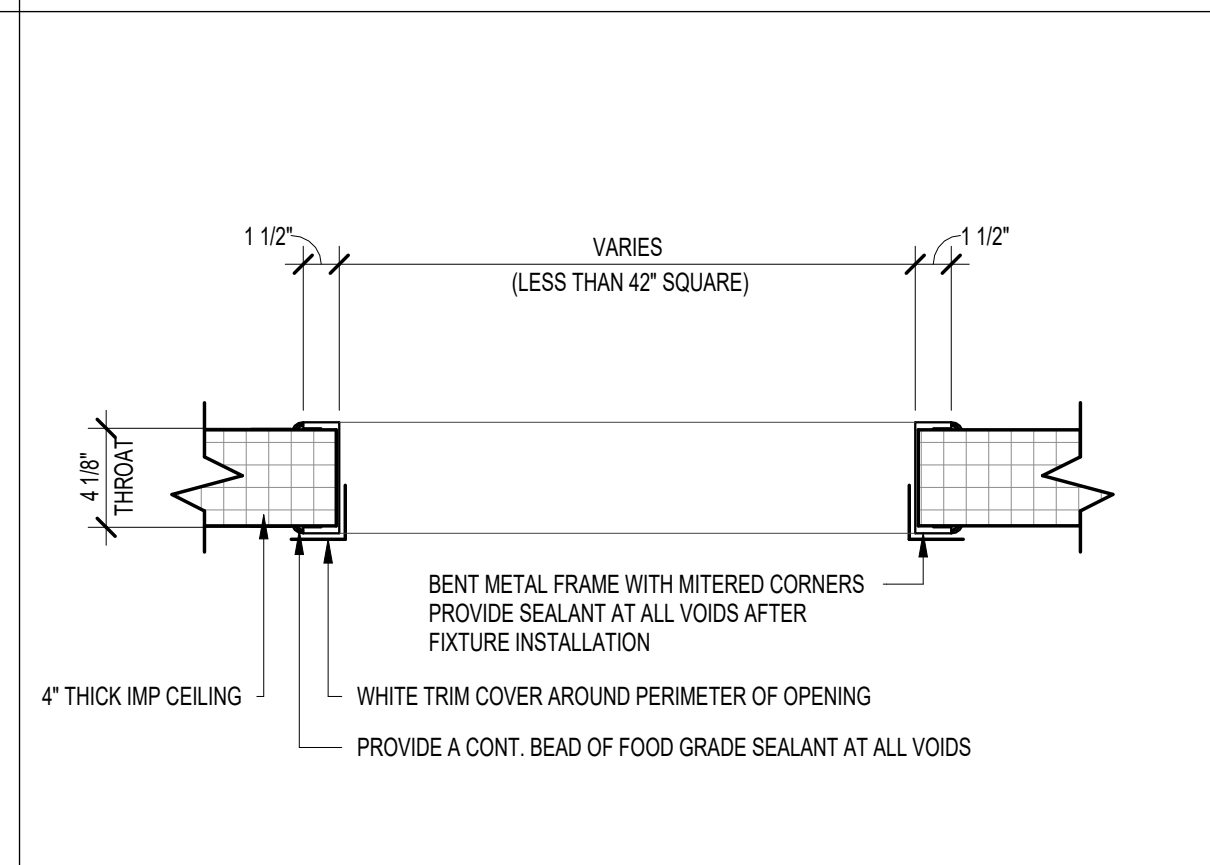 1 1/2"
VARIES
1 1/2"
(LESS THAN 42" SQUARE)
4 1/8"
THROAT
BENT METAL FRAME WITH MITERED CORNERS
PROVIDE SEALANT AT ALL VOIDS AFTER
FIXTURE INSTALLATION
4" THICK IMP CEILING
WHITE TRIM COVER AROUND PERIMETER OF OPENING
PROVIDE A CONT. BEAD OF FOOD GRADE SEALANT AT ALL VOIDS